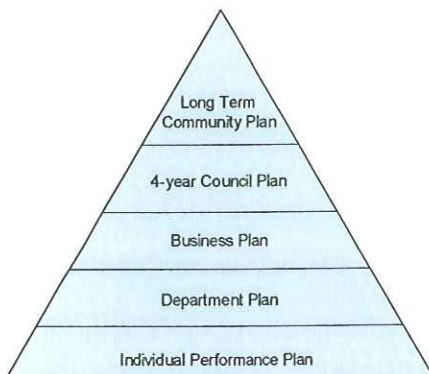 Long Term
Community Plan
4-year Council Plan
Business Plan
Department Plan
Individual Performance Plan